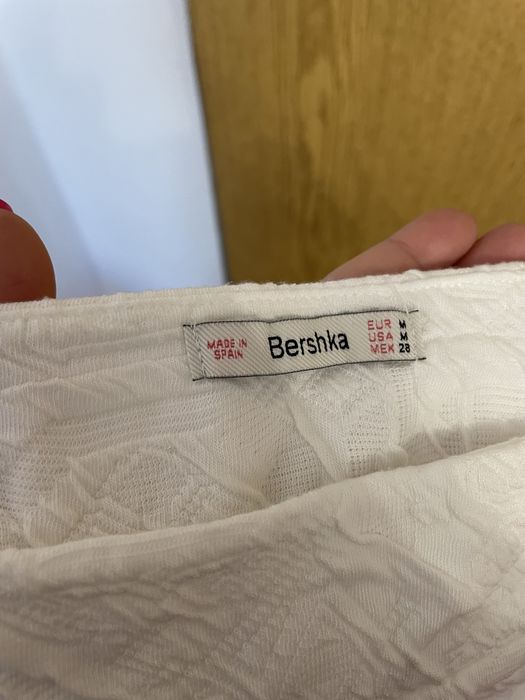 MADE IN
SPAIN
Bershka
EUR M
USA M
MEX 28